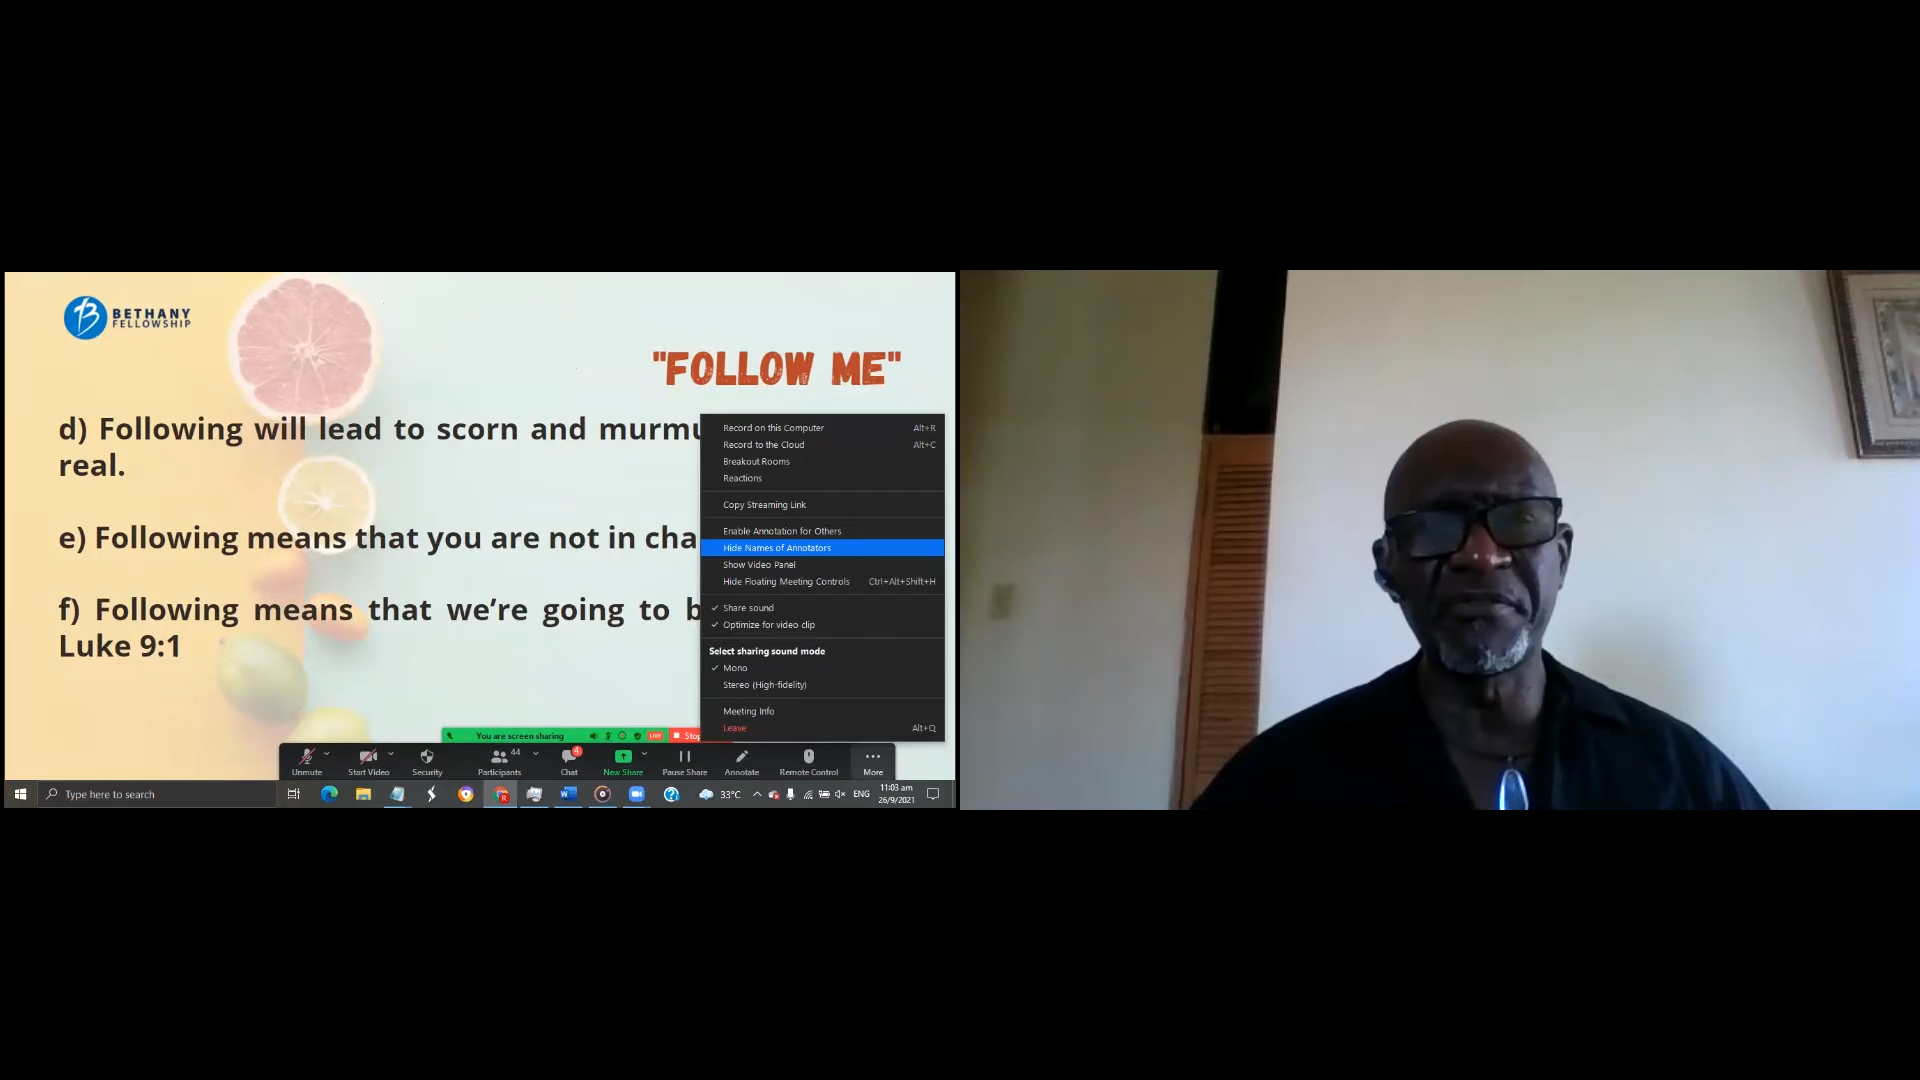 BETHANY
FELLOWSHIP
"FOLLOW ME"
d) Following will lead to scorn and
real.
e) Following means that you are not in
f) Following means that we're going to
Luke 9:1
Record on this Computer Alt+R
Record to the Cloud Alt+C
Breakout Rooms
Reactions
Copy Streaming Link
Enable Annotation for Others
Hide Names of Annotators
Show Video Panel
Hide Floating Meeting Controls Ctrl+Alt+Shift+H
Share sound
Optimize for video clip
Select sharing sound mode
Mono
Stereo (High-fidelity)
Meeting Info
Leave Alt+Q
You are screen sharing LIVE Stop
44 4
Unmute Start Video Security Participants Chat New Share Pause Share Annotate Remote Control More
Type here to search 33°C ENG 11:03 am
26/9/2021